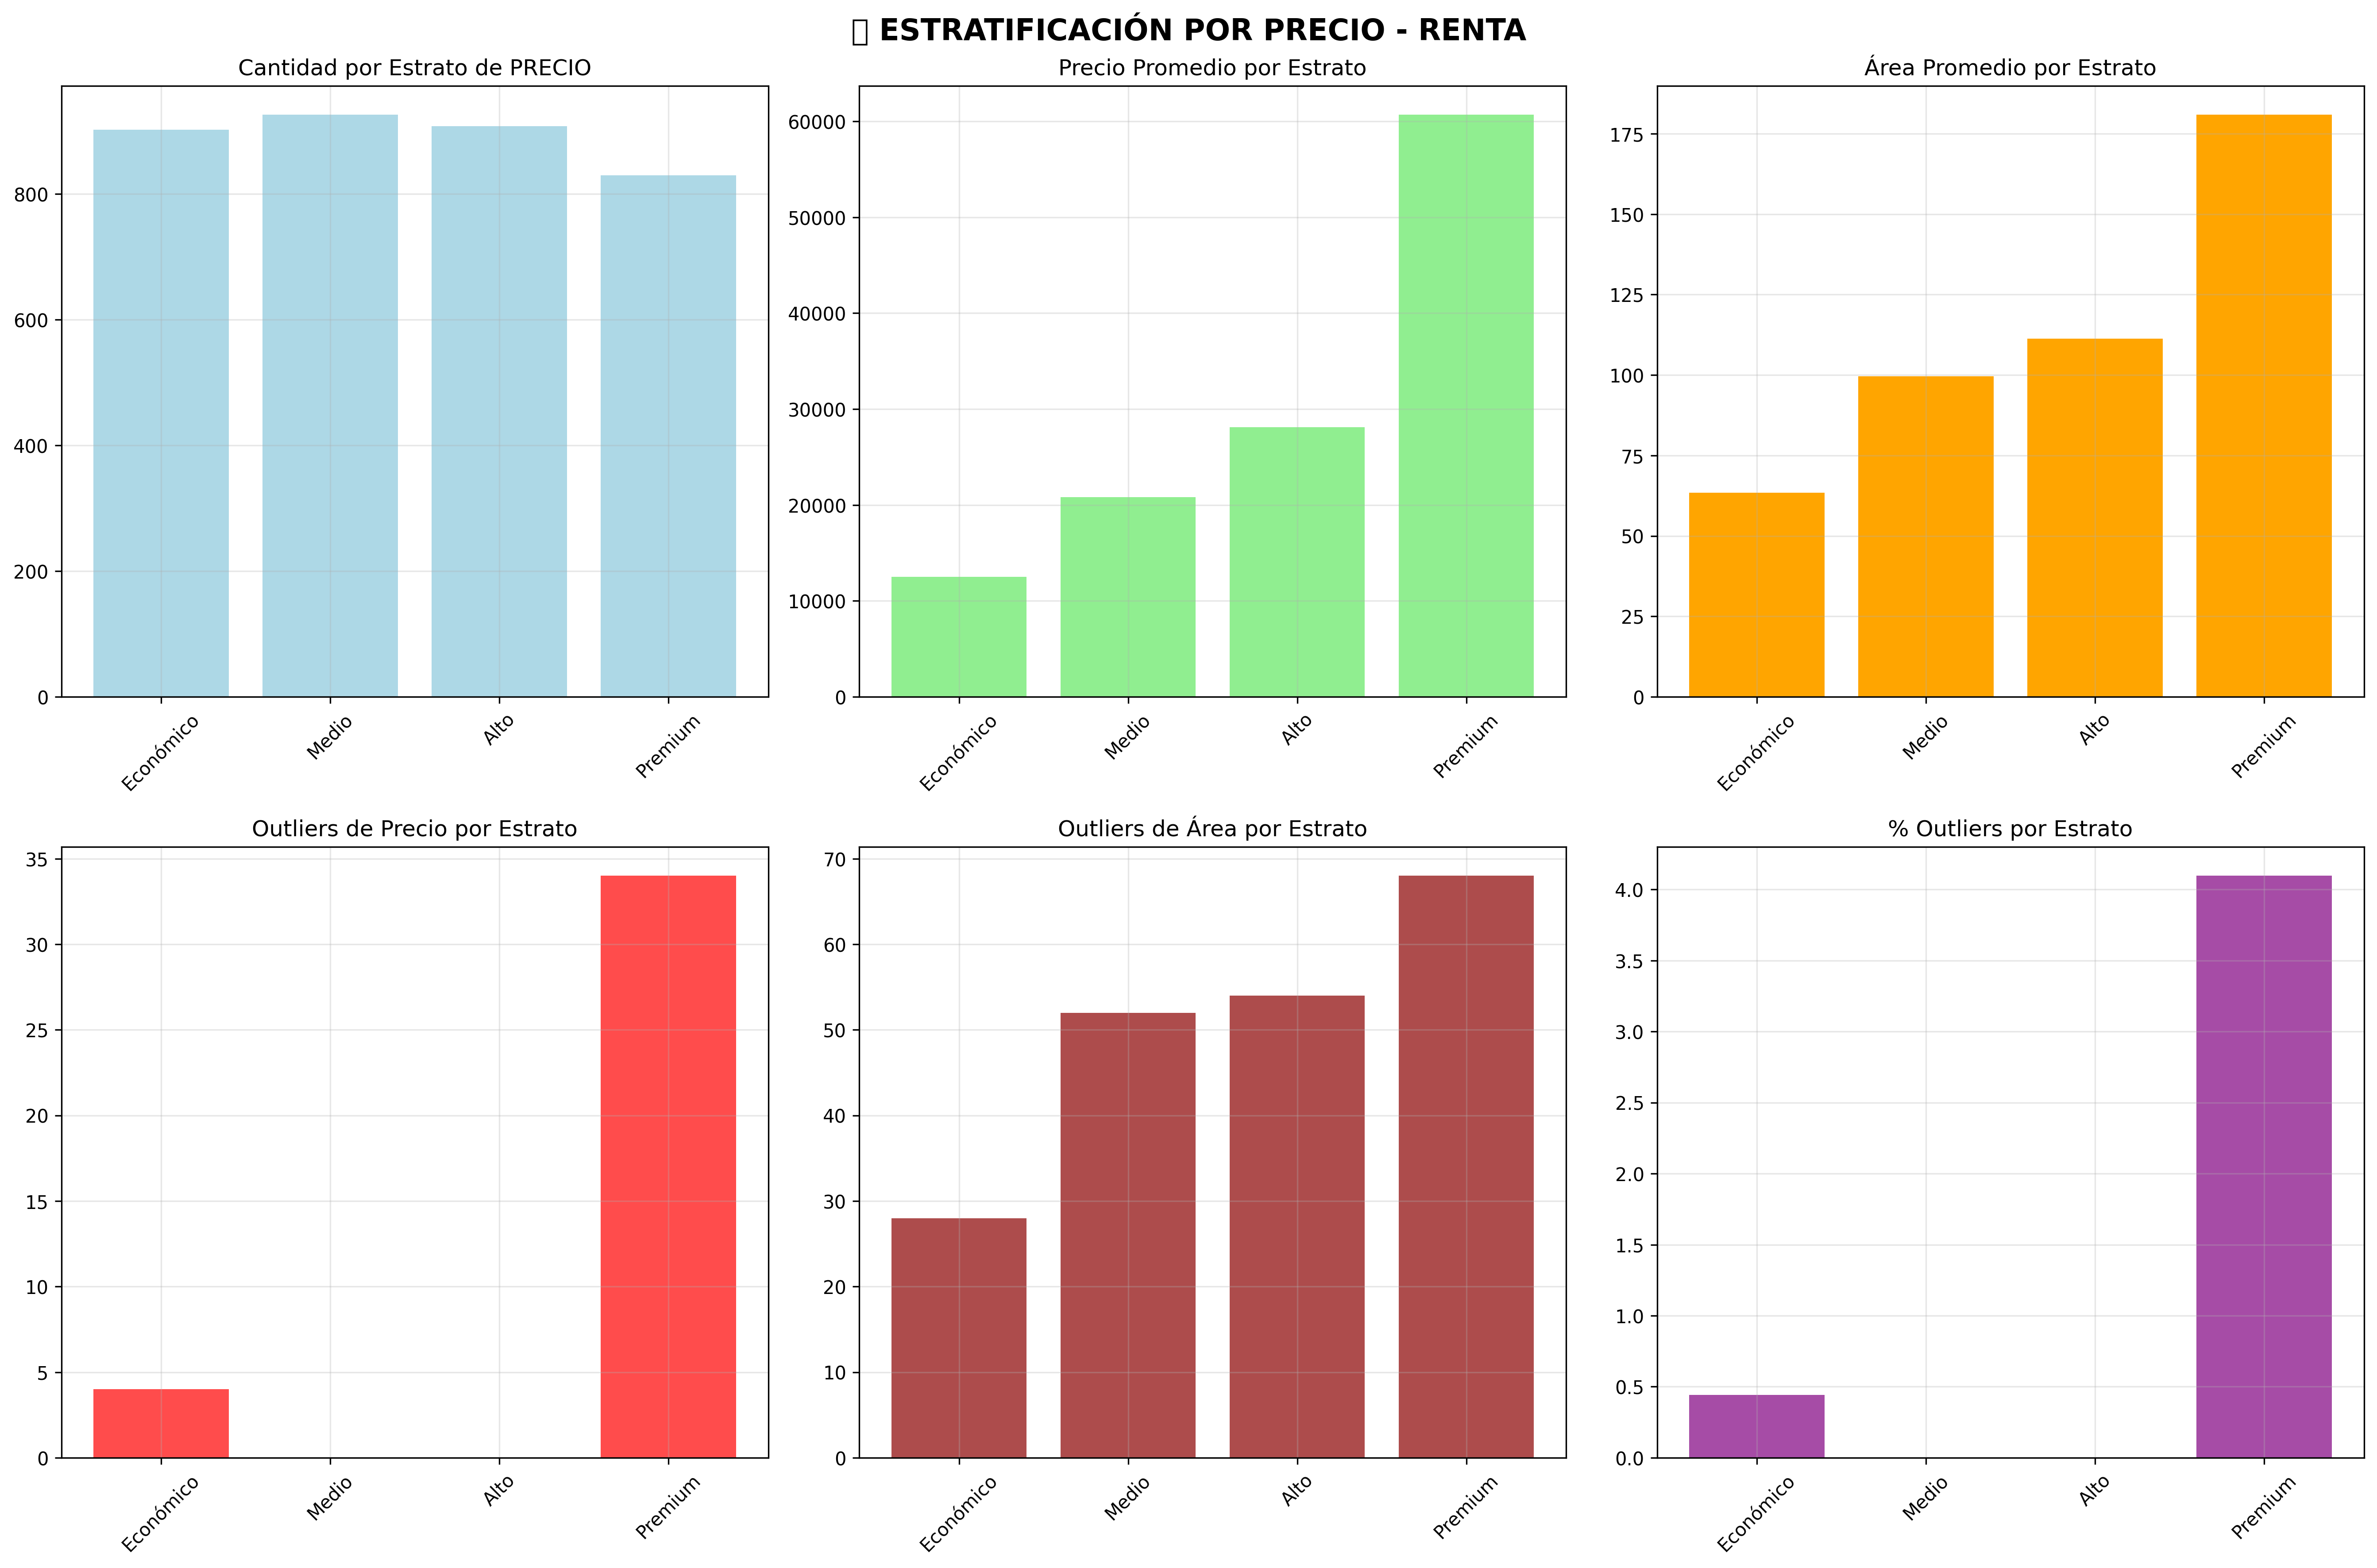 ESTRATIFICACIÓN POR PRECIO - RENTA
Cantidad por Estrato de PRECIO
800
600
400
200
0
Económico
Medio
Alto
Premium
Precio Promedio por Estrato
60000
50000
40000
30000
20000
10000
0
Económico
Medio
Alto
Premium
Área Promedio por Estrato
175
150
125
100
75
50
25
0
Económico
Medio
Alto
Premium
Outliers de Precio por Estrato
35
30
25
20
15
10
5
0
Económico
Medio
Alto
Premium
Outliers de Área por Estrato
70
60
50
40
30
20
10
0
Económico
Medio
Alto
Premium
% Outliers por Estrato
4.0
3.5
3.0
2.5
2.0
1.5
1.0
0.5
0.0
Económico
Medio
Alto
Premium